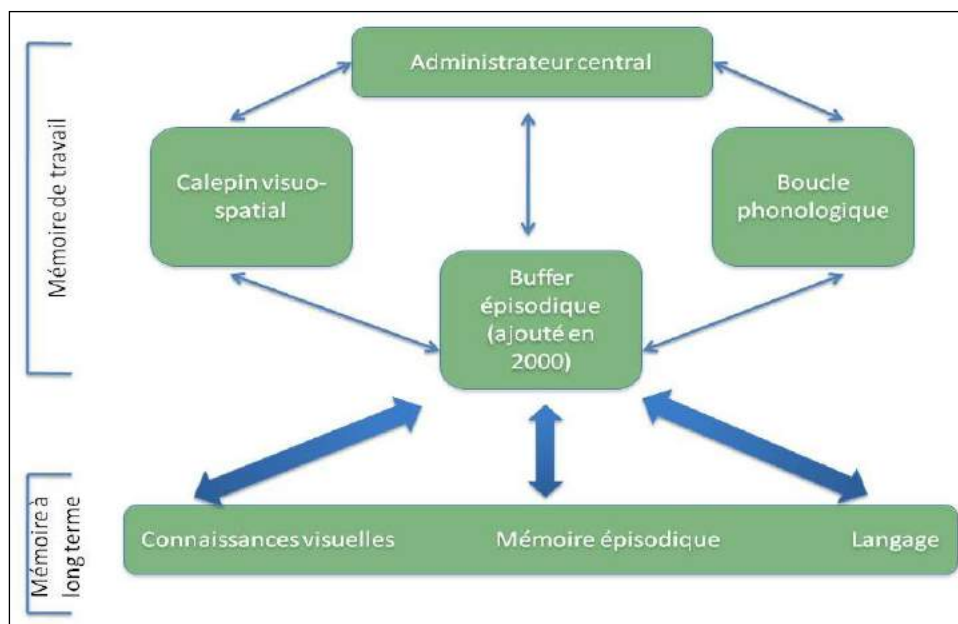 Mémoire de travail
Administrateur central
Calepin visuo-
spatial
Boucle
phonologique
Buffer
épisodique
(ajouté en
2000)
Mémoire à
long terme
Connaissances visuelles
Mémoire épisodique
Langage